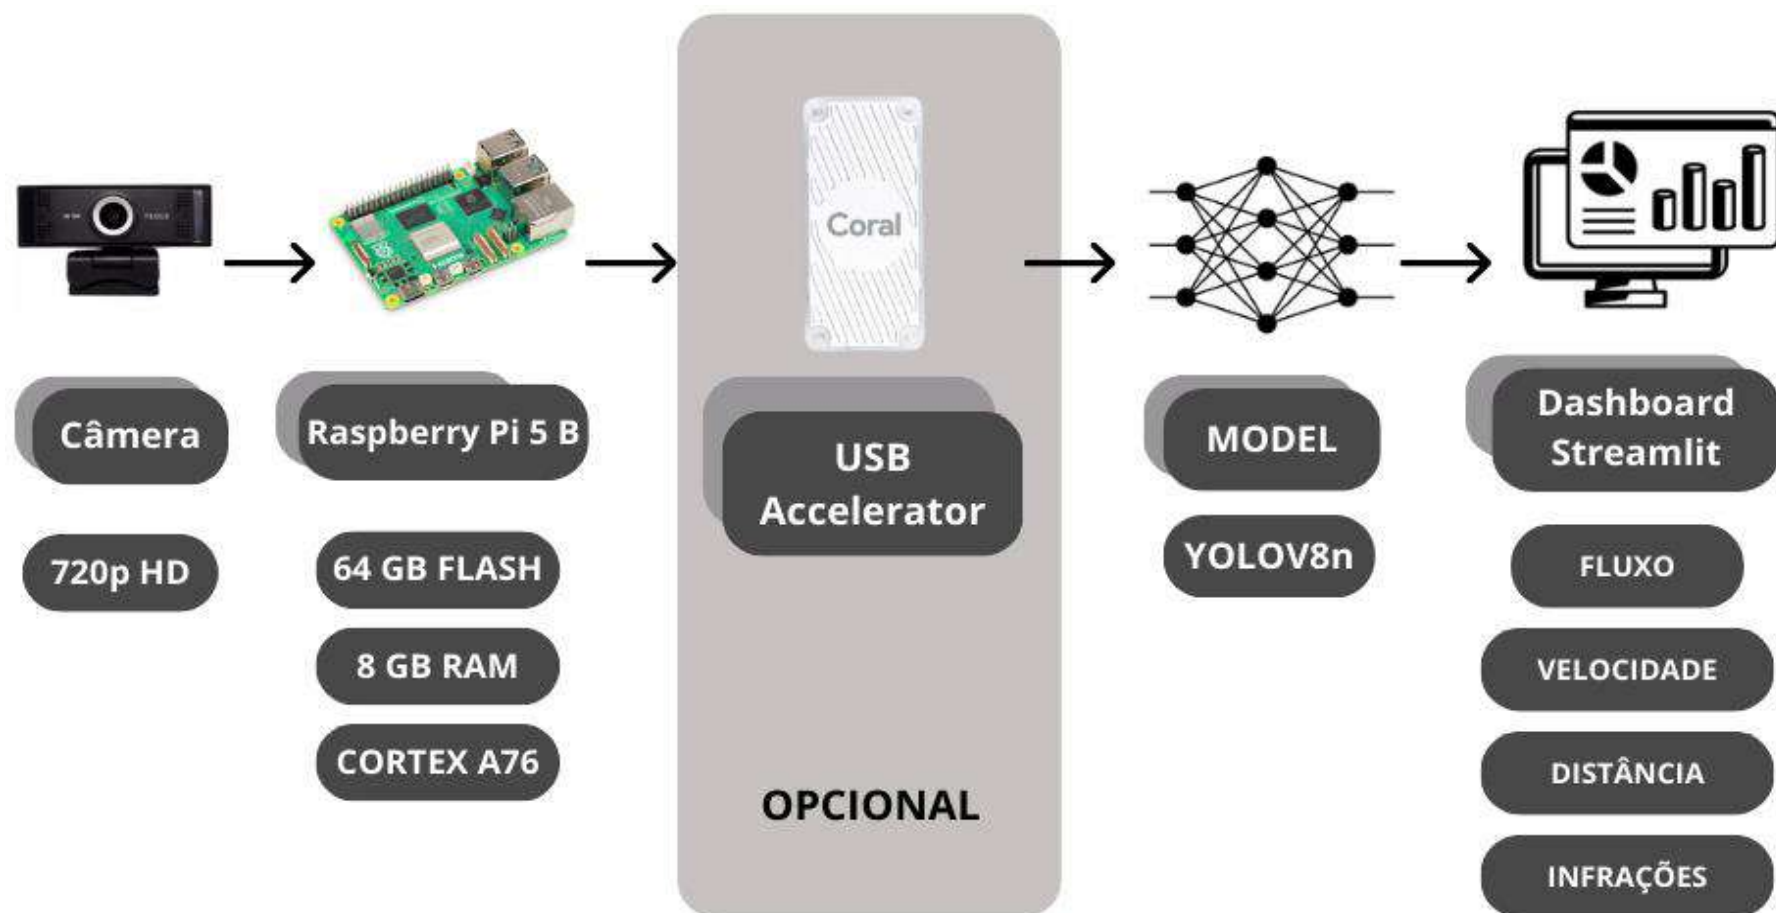 Coral
Câmera
Raspberry Pi 5 B
USB
Accelerator
MODEL
Dashboard
Streamlit
720p HD
64 GB FLASH
8 GB RAM
CORTEX A76
OPCIONAL
YOLOV8n
FLUXO
VELOCIDADE
DISTÂNCIA
INFRAÇÕES